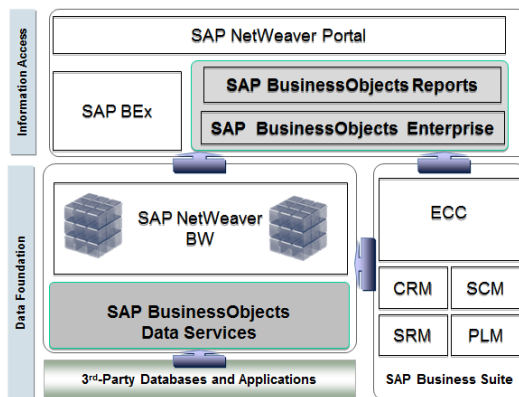 Information Access
SAP NetWeaver Portal
SAP BEx
SAP BusinessObjects Reports
SAP BusinessObjects Enterprise
Data Foundation
SAP NetWeaver
BW
SAP BusinessObjects
Data Services
3rd-Party Databases and Applications
ECC
CRM
SCM
SRM
PLM
SAP Business Suite